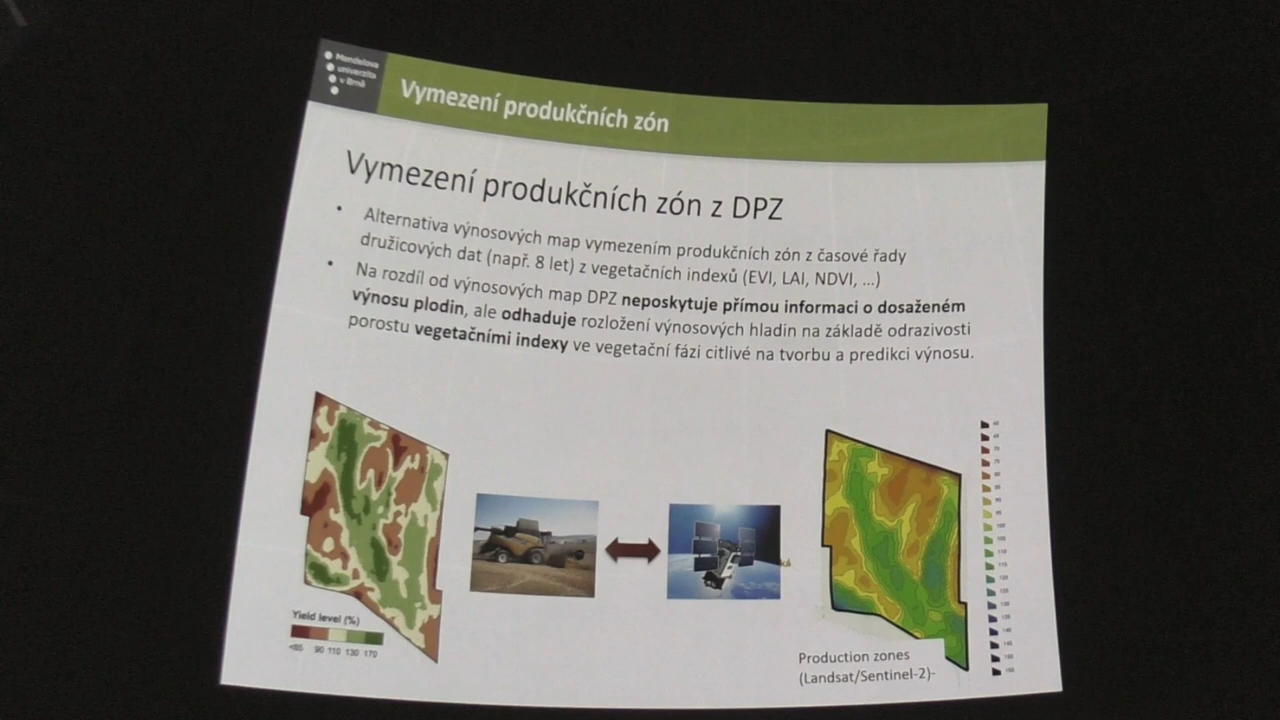 Mendelova
univerzita
v Brně
Vymezení produkčních zón
Vymezení produkčních zón z DPZ
• Alternativa výnosových map vymezením produkčních zón z časové řady
družicových dat (např. 8 let) z vegetačních indexů (EVI, LAI, NDVI, ...)
• Na rozdíl od výnosových map DPZ neposkytuje přímou informaci o dosaženém
výnosu plodin, ale odhaduje rozložení výnosových hladin na základě odrazivosti
porostu vegetačními indexy ve vegetační fázi citlivé na tvorbu a predikci výnosu.
Yield level (%)
<85 90 110 130 170
Production zones
(Landsat/Sentinel-2)-